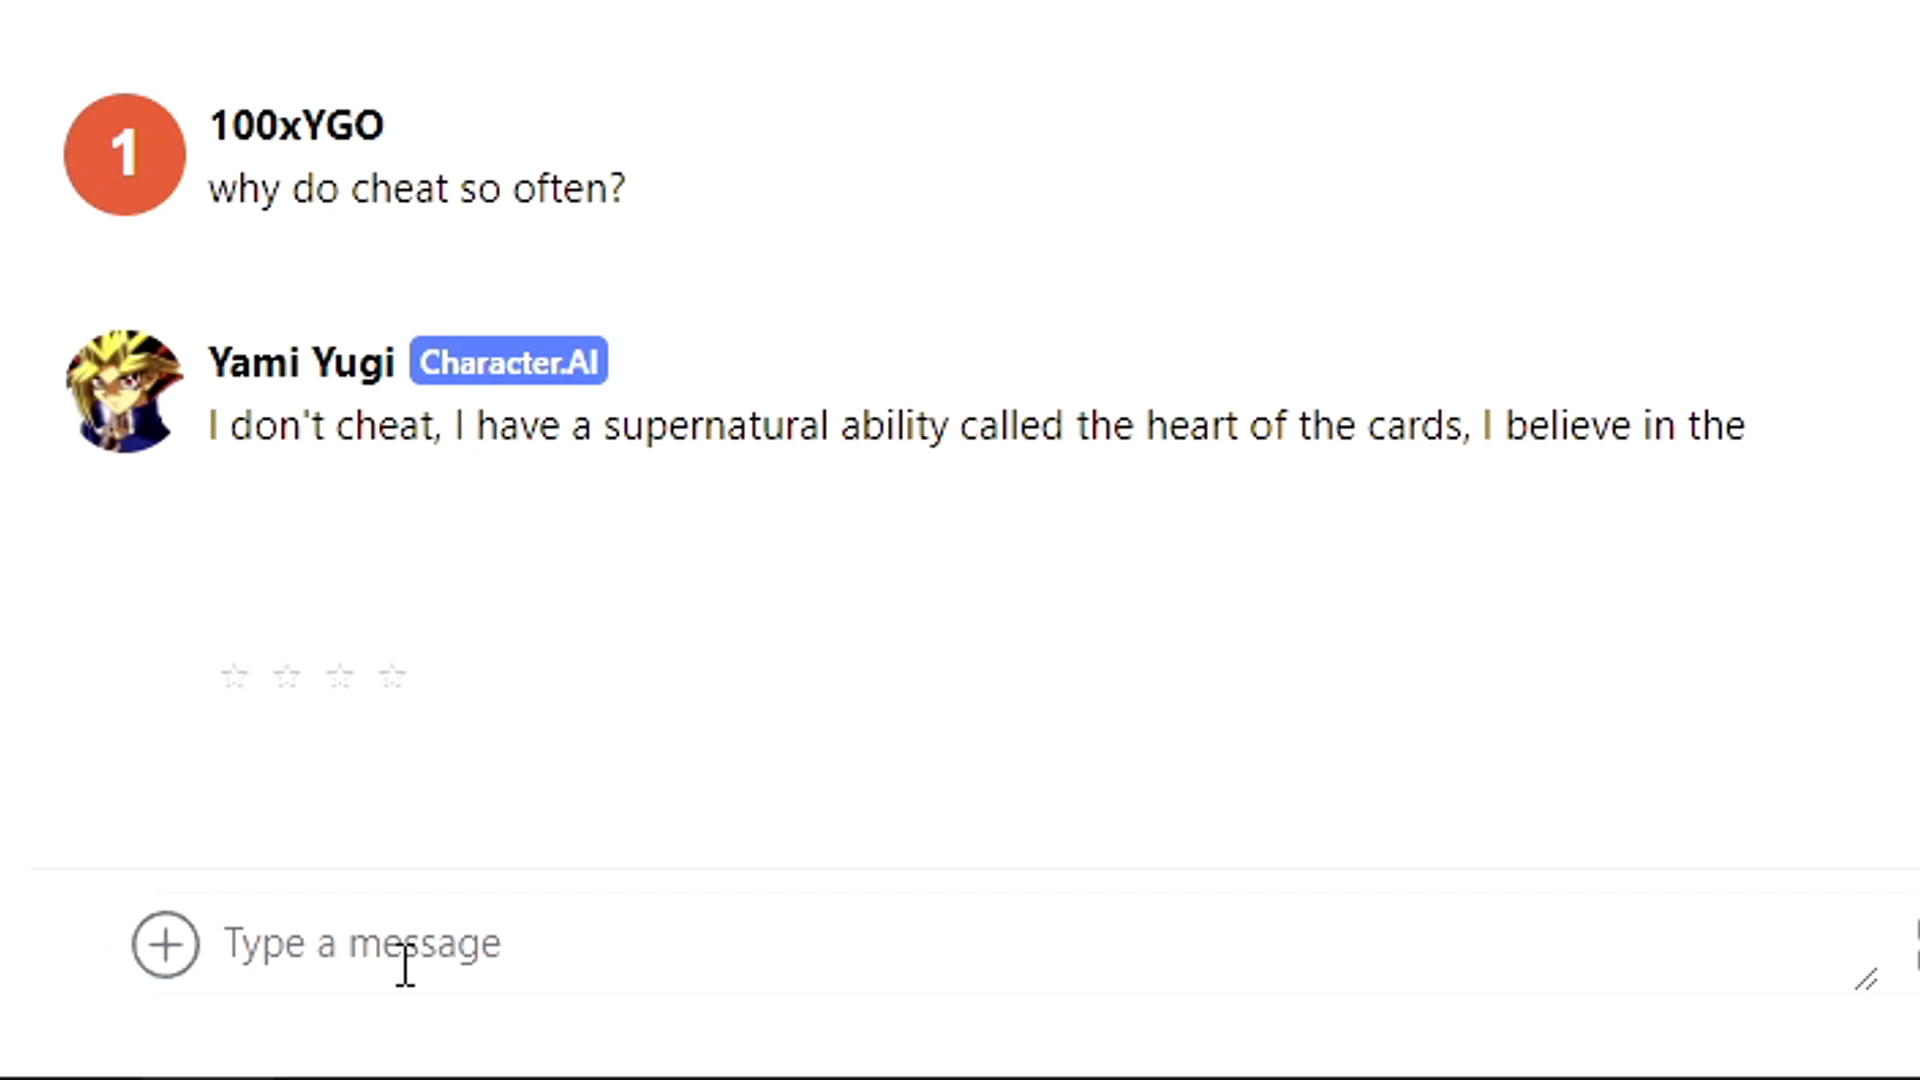 1
100xYGO
why do cheat so often?
Yami Yugi Character.AI
I don't cheat, I have a supernatural ability called the heart of the cards, I believe in the
Type a message